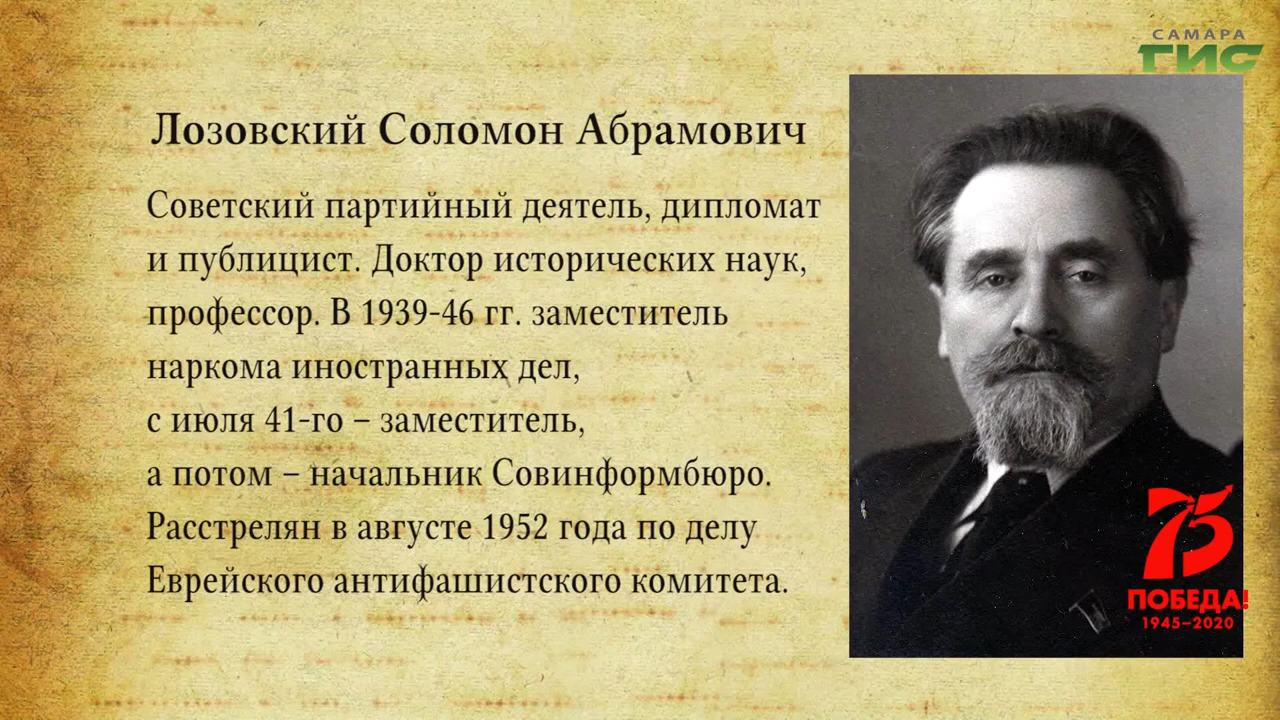 САМАРА
ГИС
Лозовский Соломон Абрамович
Советский партийный деятель, дипломат
и публицист. Доктор исторических наук,
профессор. В 1939-46 гг. заместитель
наркома иностранных дел,
с июля 41-го – заместитель,
а потом – начальник Совинформбюро.
Расстрелян в августе 1952 года по делу
Еврейского антифашистского комитета.
75
ПОБЕДА!
1945–2020